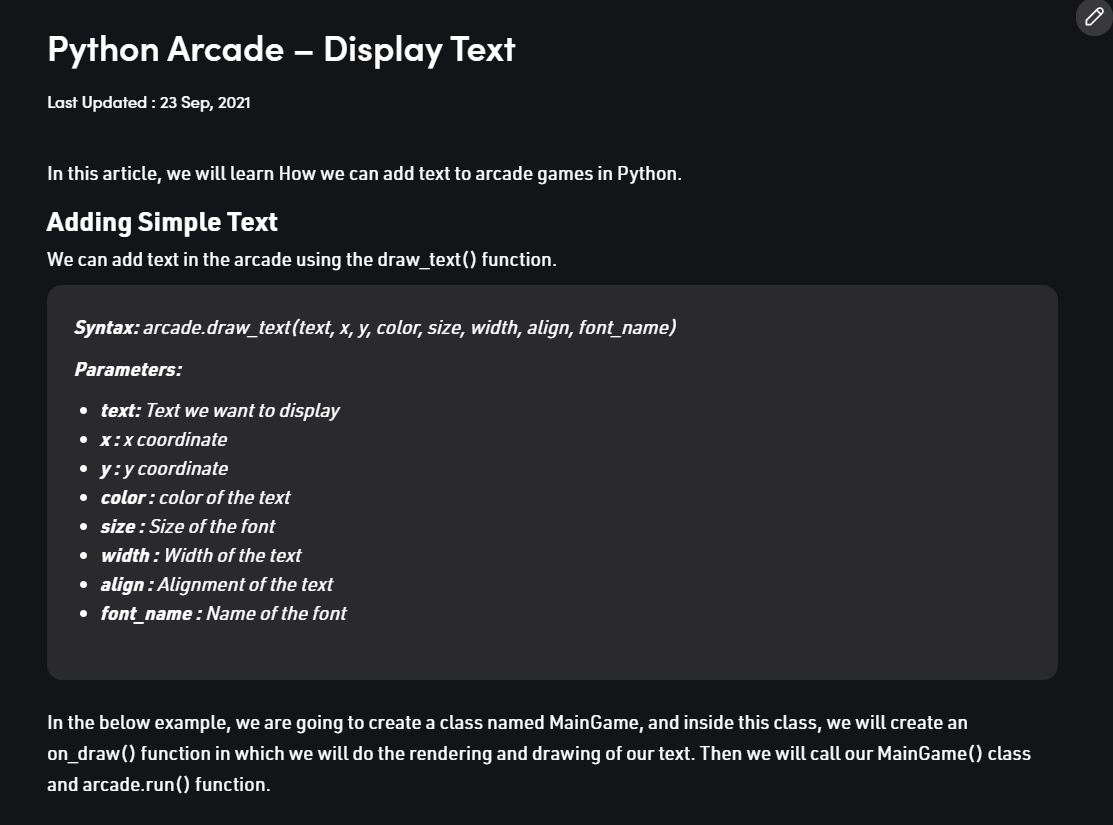 Python Arcade – Display Text
Last Updated : 23 Sep, 2021
In this article, we will learn How we can add text to arcade games in Python.
Adding Simple Text
We can add text in the arcade using the draw_text() function.
Syntax: arcade.draw_text(text, x, y, color, size, width, align, font_name)
Parameters:
• text: Text we want to display
• x : x coordinate
• y : y coordinate
• color : color of the text
• size : Size of the font
• width : Width of the text
• align : Alignment of the text
• font_name : Name of the font
In the below example, we are going to create a class named MainGame, and inside this class, we will create an
on_draw() function in which we will do the rendering and drawing of our text. Then we will call our MainGame() class
and arcade.run() function.